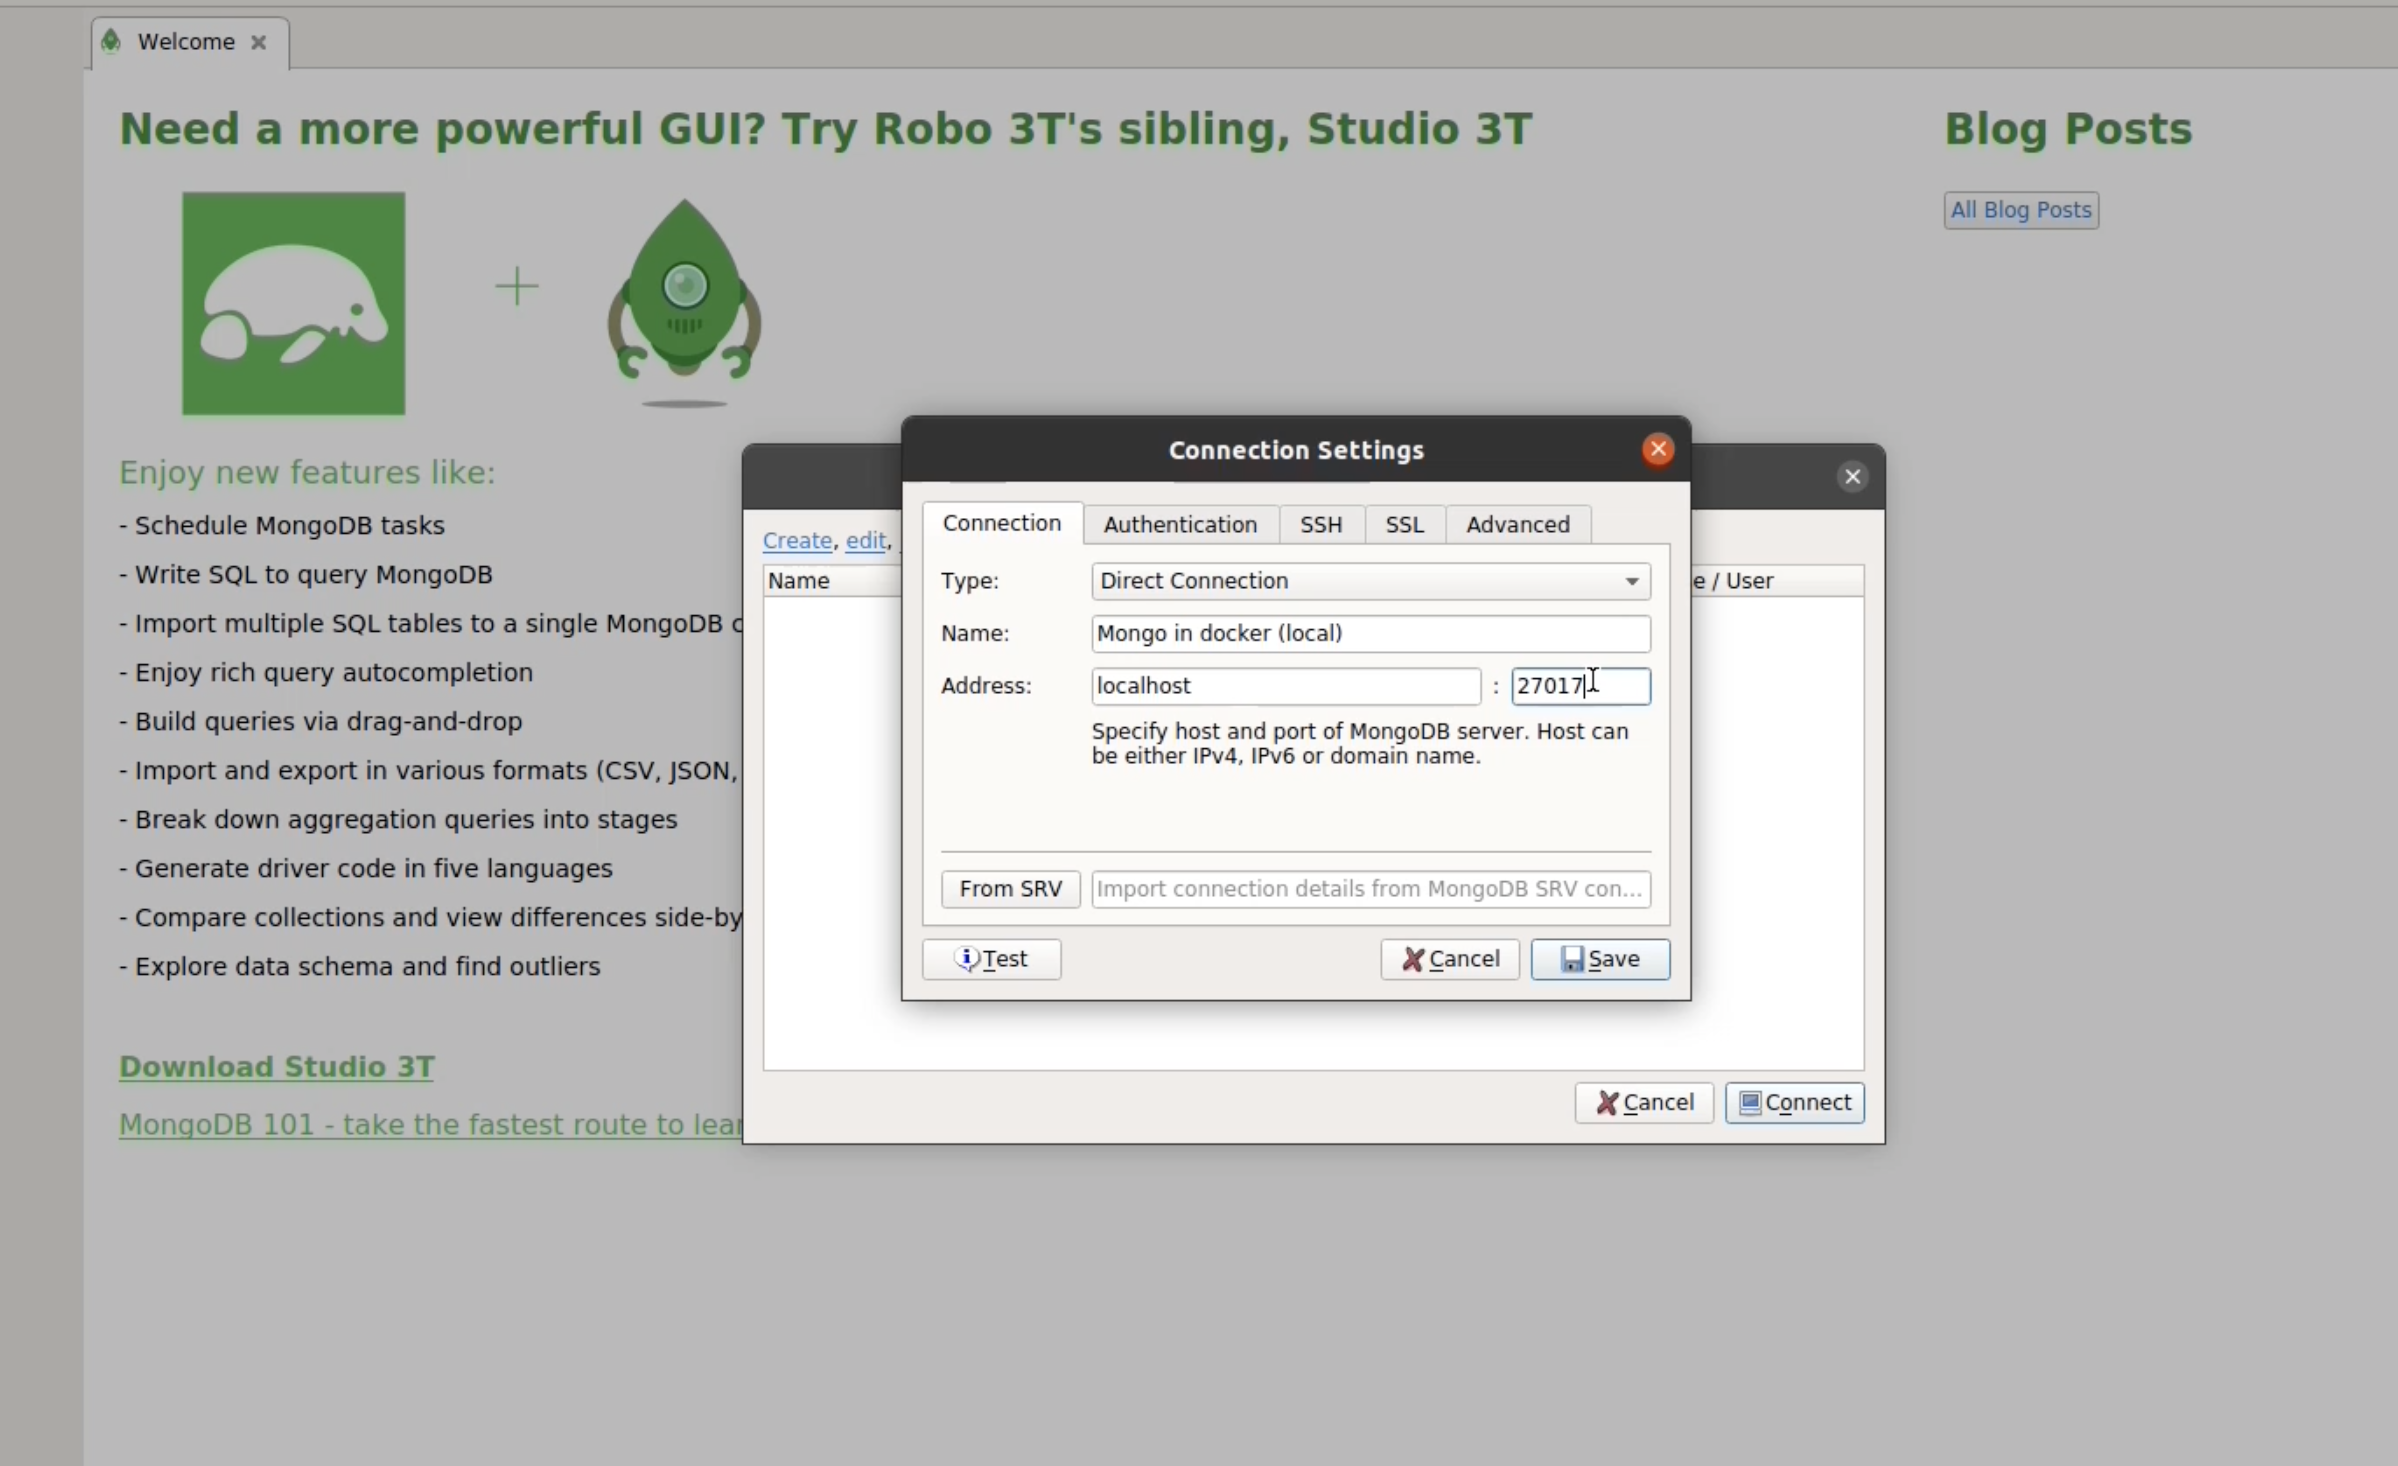 Welcome
Need a more powerful GUI? Try Robo 3T's sibling, Studio 3T
Blog Posts
All Blog Posts
Enjoy new features like:
- Schedule MongoDB tasks
- Write SQL to query MongoDB
- Import multiple SQL tables to a single MongoDB
- Enjoy rich query autocompletion
- Build queries via drag-and-drop
- Import and export in various formats (CSV, JSON,
- Break down aggregation queries into stages
- Generate driver code in five languages
- Compare collections and view differences side-by
- Explore data schema and find outliers
Download Studio 3T
MongoDB 101 - take the fastest route to lear
Create, edit,
Name
e / User
Connection Settings
Connection Authentication SSH SSL Advanced
Type: Direct Connection
Name: Mongo in docker (local)
Address: localhost : 27017
Specify host and port of MongoDB server. Host can
be either IPv4, IPv6 or domain name.
From SRV Import connection details from MongoDB SRV con...
Test Cancel Save
Cancel Connect